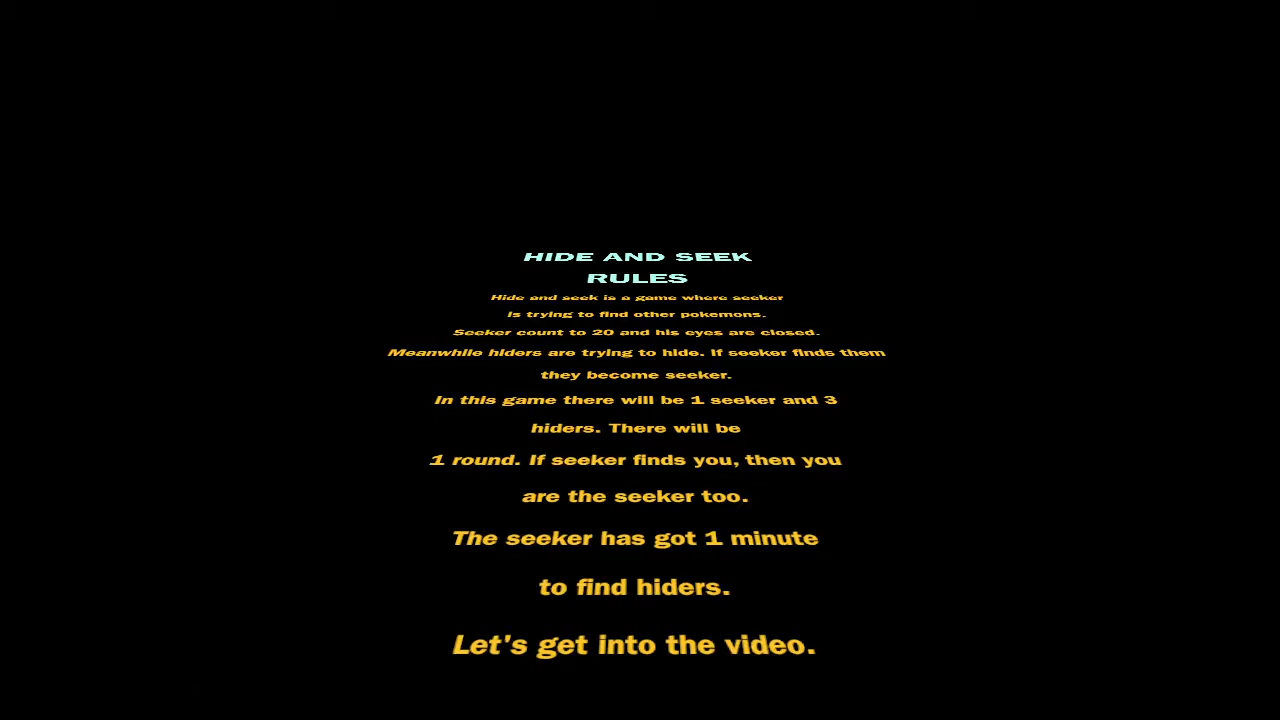 HIDE AND SEEK
RULES
Hide and seek is a game where seeker
is trying to find other pokemons.
Seeker count to 20 and his eyes are closed.
Meanwhile hiders are trying to hide. If seeker finds them
they become seeker.
In this game there will be 1 seeker and 3
hiders. There will be
1 round. If seeker finds you, then you
are the seeker too.
The seeker has got 1 minute
to find hiders.
Let's get into the video.